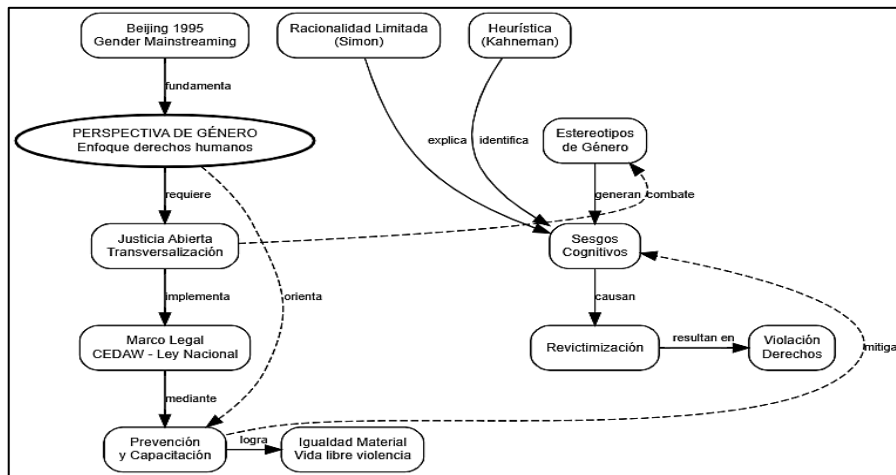 Beijing 1995
Gender Mainstreaming
Racionalidad Limitada
(Simon)
Heurística
(Kahneman)
fundamenta
PERSPECTIVA DE GÉNERO
Enfoque derechos humanos
explica
identifica
Estereotipos
de Género
requiere
generan
combate
Justicia Abierta
Transversalización
Sesgos
Cognitivos
implementa
orienta
causan
Marco Legal
CEDAW - Ley Nacional
Revictimización
resultan en
Violación
Derechos
mitiga
mediante
Prevención
y Capacitación
logra
Igualdad Material
Vida libre violencia